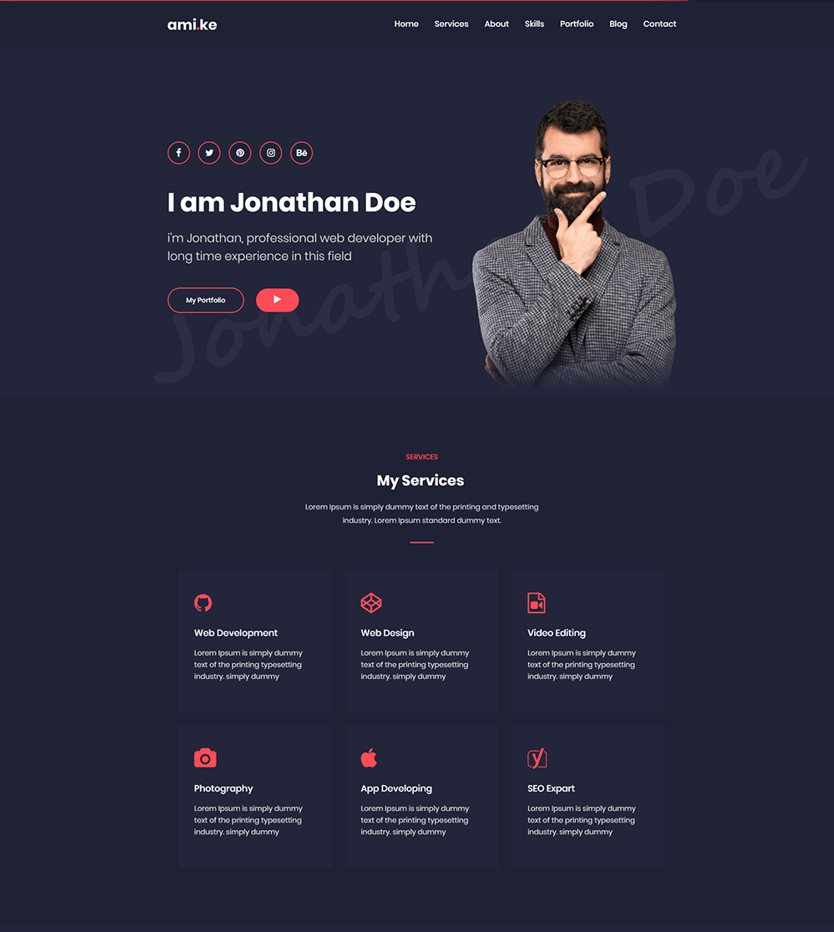 ami.ke
Home Services About Skills Portfolio Blog Contact
Bē
I am Jonathan Doe
i'm Jonathan, professional web developer with
long time experience in this field
My Portfolio
Jonath Doe
SERVICES
My Services
Lorem Ipsum is simply dummy text of the printing and typesetting
industry. Lorem Ipsum standard dummy text.
Web Development
Lorem Ipsum is simply dummy
text of the printing typesetting
industry. simply dummy
Web Design
Lorem Ipsum is simply dummy
text of the printing typesetting
industry. simply dummy
Video Editing
Lorem Ipsum is simply dummy
text of the printing typesetting
industry. simply dummy
Photography
Lorem Ipsum is simply dummy
text of the printing typesetting
industry. simply dummy
App Developing
Lorem Ipsum is simply dummy
text of the printing typesetting
industry. simply dummy
SEO Expart
Lorem Ipsum is simply dummy
text of the printing typesetting
industry. simply dummy